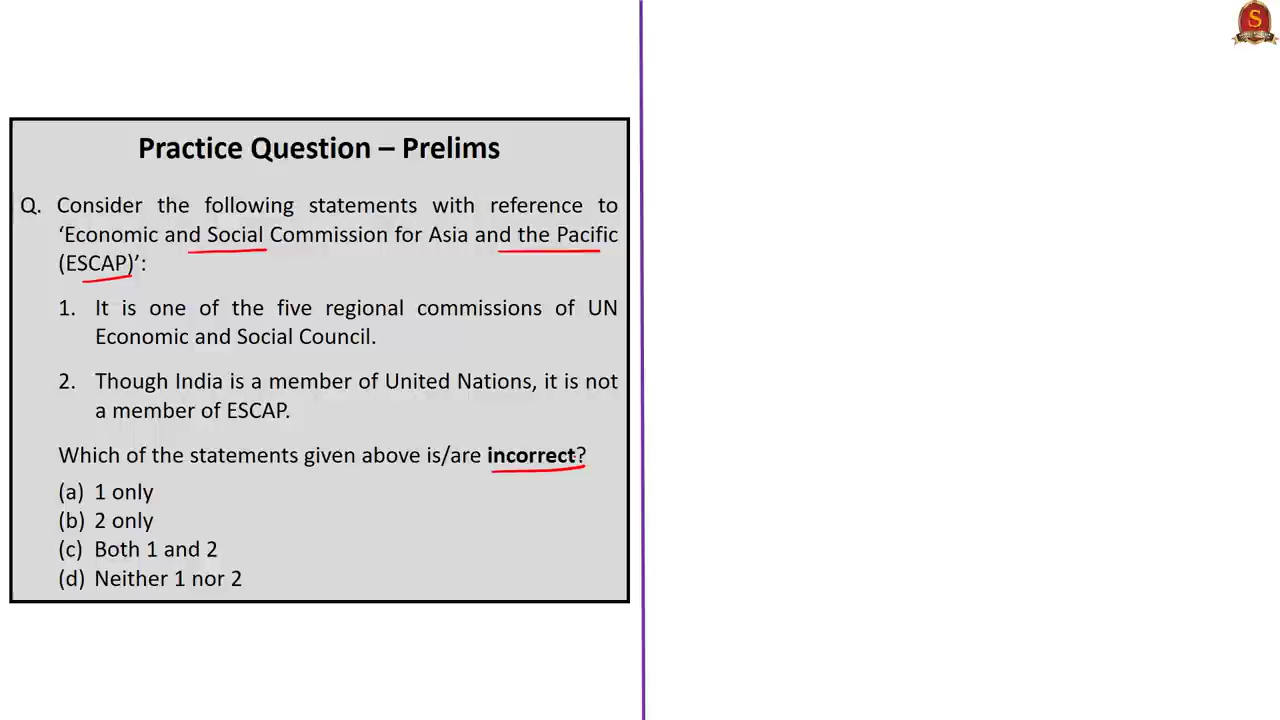 Practice Question – Prelims
Q. Consider the following statements with reference to
‘Economic and Social Commission for Asia and the Pacific
(ESCAP)’:
1. It is one of the five regional commissions of UN
Economic and Social Council.
2. Though India is a member of United Nations, it is not
a member of ESCAP.
Which of the statements given above is/are incorrect?
(a) 1 only
(b) 2 only
(c) Both 1 and 2
(d) Neither 1 nor 2
S